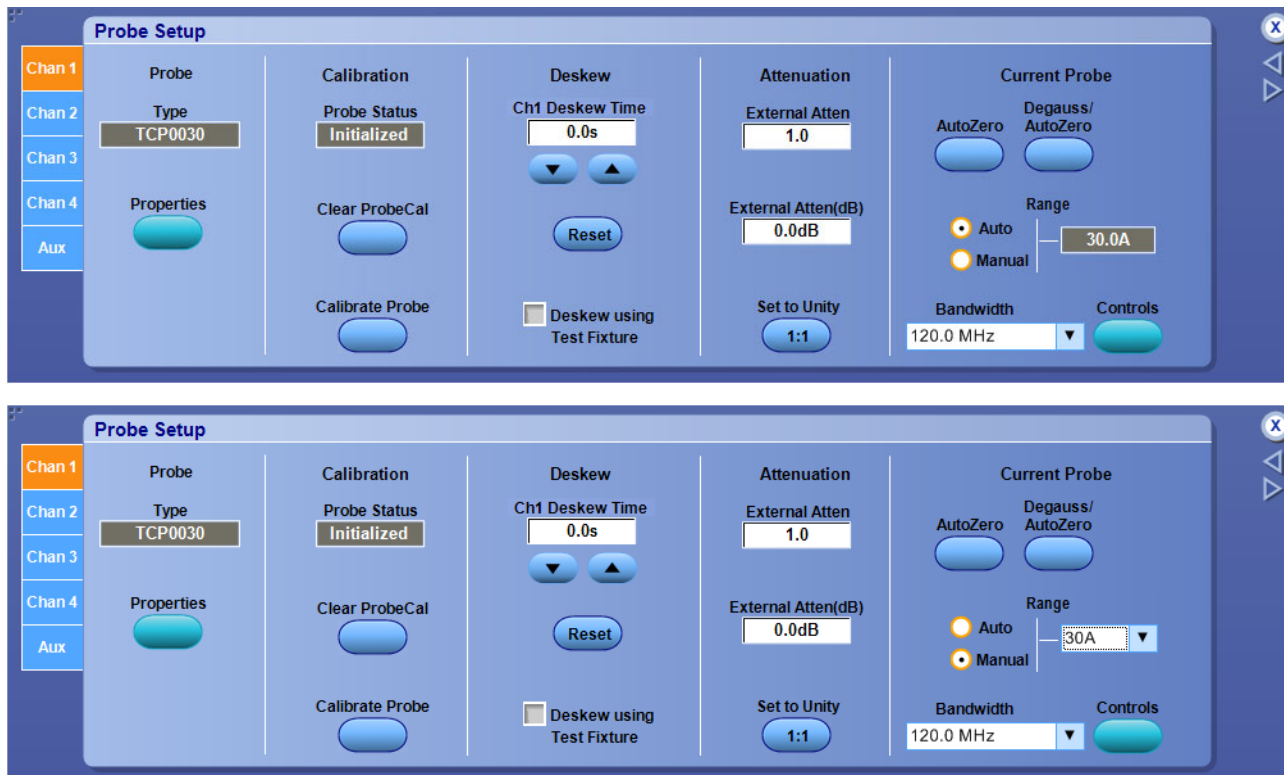 Probe Setup
X
Chan 1
Chan 2
Chan 3
Chan 4
Aux
Probe
Type
TCP0030
Properties
Calibration
Probe Status
Initialized
Clear ProbeCal
Calibrate Probe
Deskew
Ch1 Deskew Time
0.0s
Reset
Deskew using
Test Fixture
Attenuation
External Atten
1.0
External Atten(dB)
0.0dB
Set to Unity
1:1
Current Probe
AutoZero
Degauss/
AutoZero
Range
Auto
Manual
30.0A
Bandwidth
120.0 MHz
Controls
Probe Setup
X
Chan 1
Chan 2
Chan 3
Chan 4
Aux
Probe
Type
TCP0030
Properties
Calibration
Probe Status
Initialized
Clear ProbeCal
Calibrate Probe
Deskew
Ch1 Deskew Time
0.0s
Reset
Deskew using
Test Fixture
Attenuation
External Atten
1.0
External Atten(dB)
0.0dB
Set to Unity
1:1
Current Probe
AutoZero
Degauss/
AutoZero
Range
Auto
Manual
30A
Bandwidth
120.0 MHz
Controls